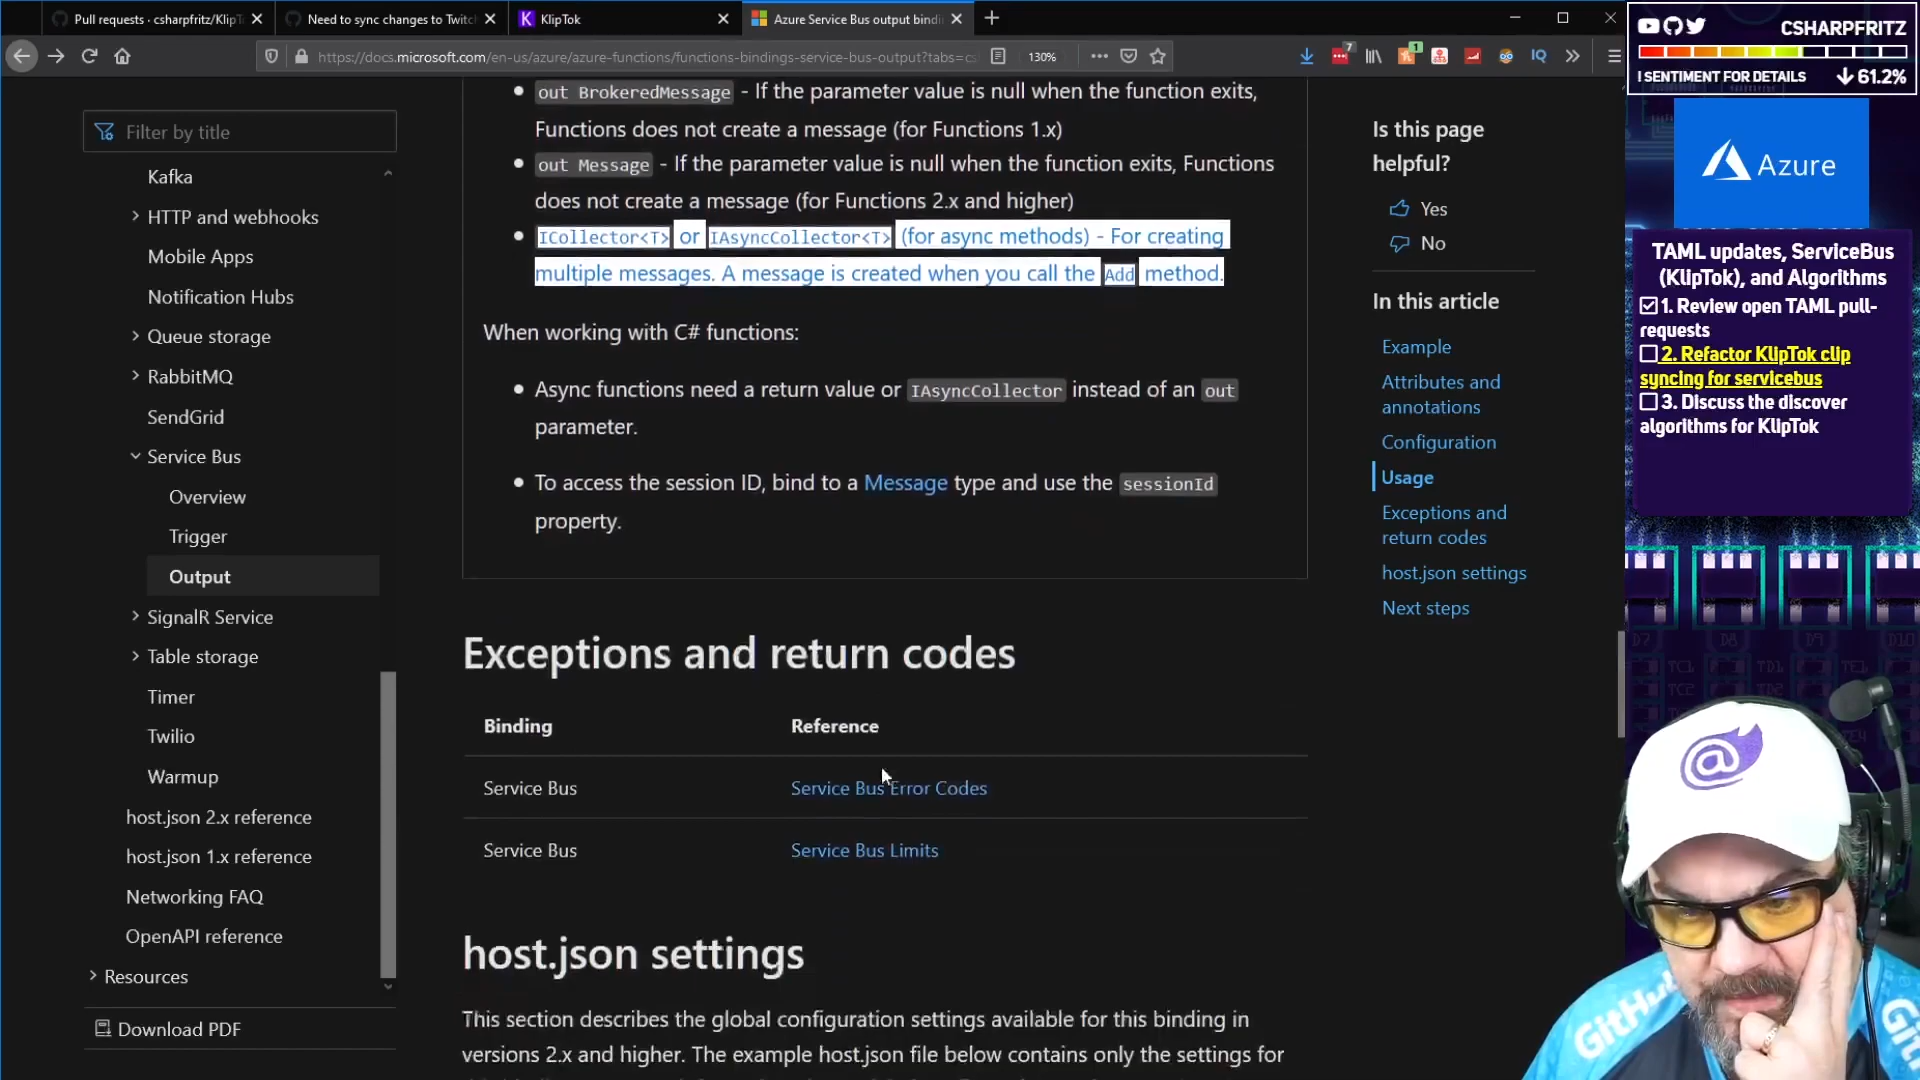 Pull requests · csharpfritz/KlipT
Need to sync changes to Twitch
KlipTok
Azure Service Bus output bindi
https://docs.microsoft.com/en-us/azure/azure-functions/functions-bindings-service-bus-output?tabs=cs
130%
7
1
IQ
Filter by title
Kafka
HTTP and webhooks
Mobile Apps
Notification Hubs
Queue storage
RabbitMQ
SendGrid
Service Bus
Overview
Trigger
Output
SignalR Service
Table storage
Timer
Twilio
Warmup
host.json 2.x reference
host.json 1.x reference
Networking FAQ
OpenAPI reference
Resources
Download PDF
out BrokeredMessage - If the parameter value is null when the function exits,
Functions does not create a message (for Functions 1.x)
out Message - If the parameter value is null when the function exits, Functions
does not create a message (for Functions 2.x and higher)
ICollector<T> or IAsyncCollector<T> (for async methods) - For creating
multiple messages. A message is created when you call the Add method.
When working with C# functions:
Async functions need a return value or IAsyncCollector instead of an out
parameter.
To access the session ID, bind to a Message type and use the sessionId
property.
Exceptions and return codes
Binding Reference
Service Bus Service Bus Error Codes
Service Bus Service Bus Limits
host.json settings
This section describes the global configuration settings available for this binding in
versions 2.x and higher. The example host.json file below contains only the settings for
Is this page
helpful?
Yes
No
In this article
Example
Attributes and
annotations
Configuration
Usage
Exceptions and
return codes
host.json settings
Next steps
CSHARPFRITZ
! SENTIMENT FOR DETAILS
61.2%
Azure
TAML updates, ServiceBus
(KlipTok), and Algorithms
1. Review open TAML pull-
requests
2. Refactor KlipTok clip
syncing for servicebus
3. Discuss the discover
algorithms for KlipTok
@
GitHub